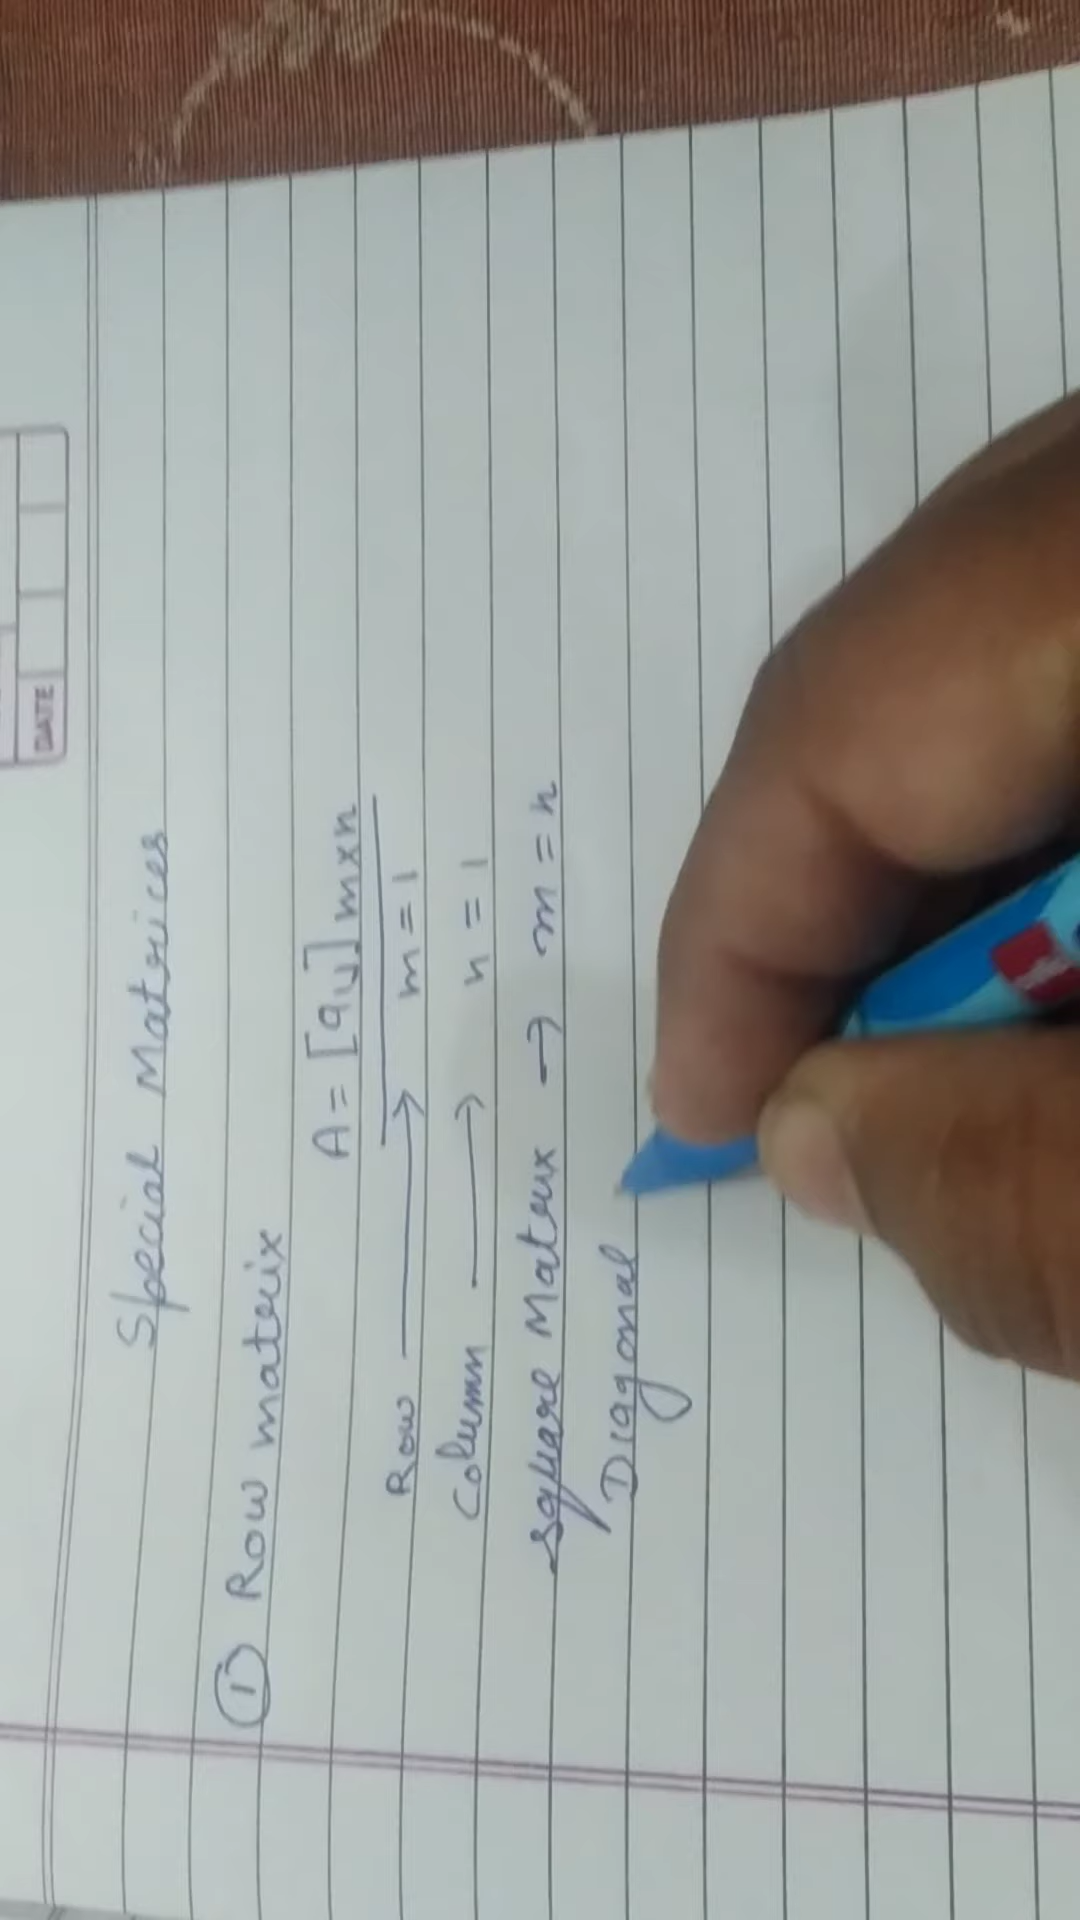 DATE
Special Matrices
① Row matrix
A = [aij] m×n
Row ⟶ m = 1
Column ⟶ n = 1
Square Matrix → m = n
Diagonal